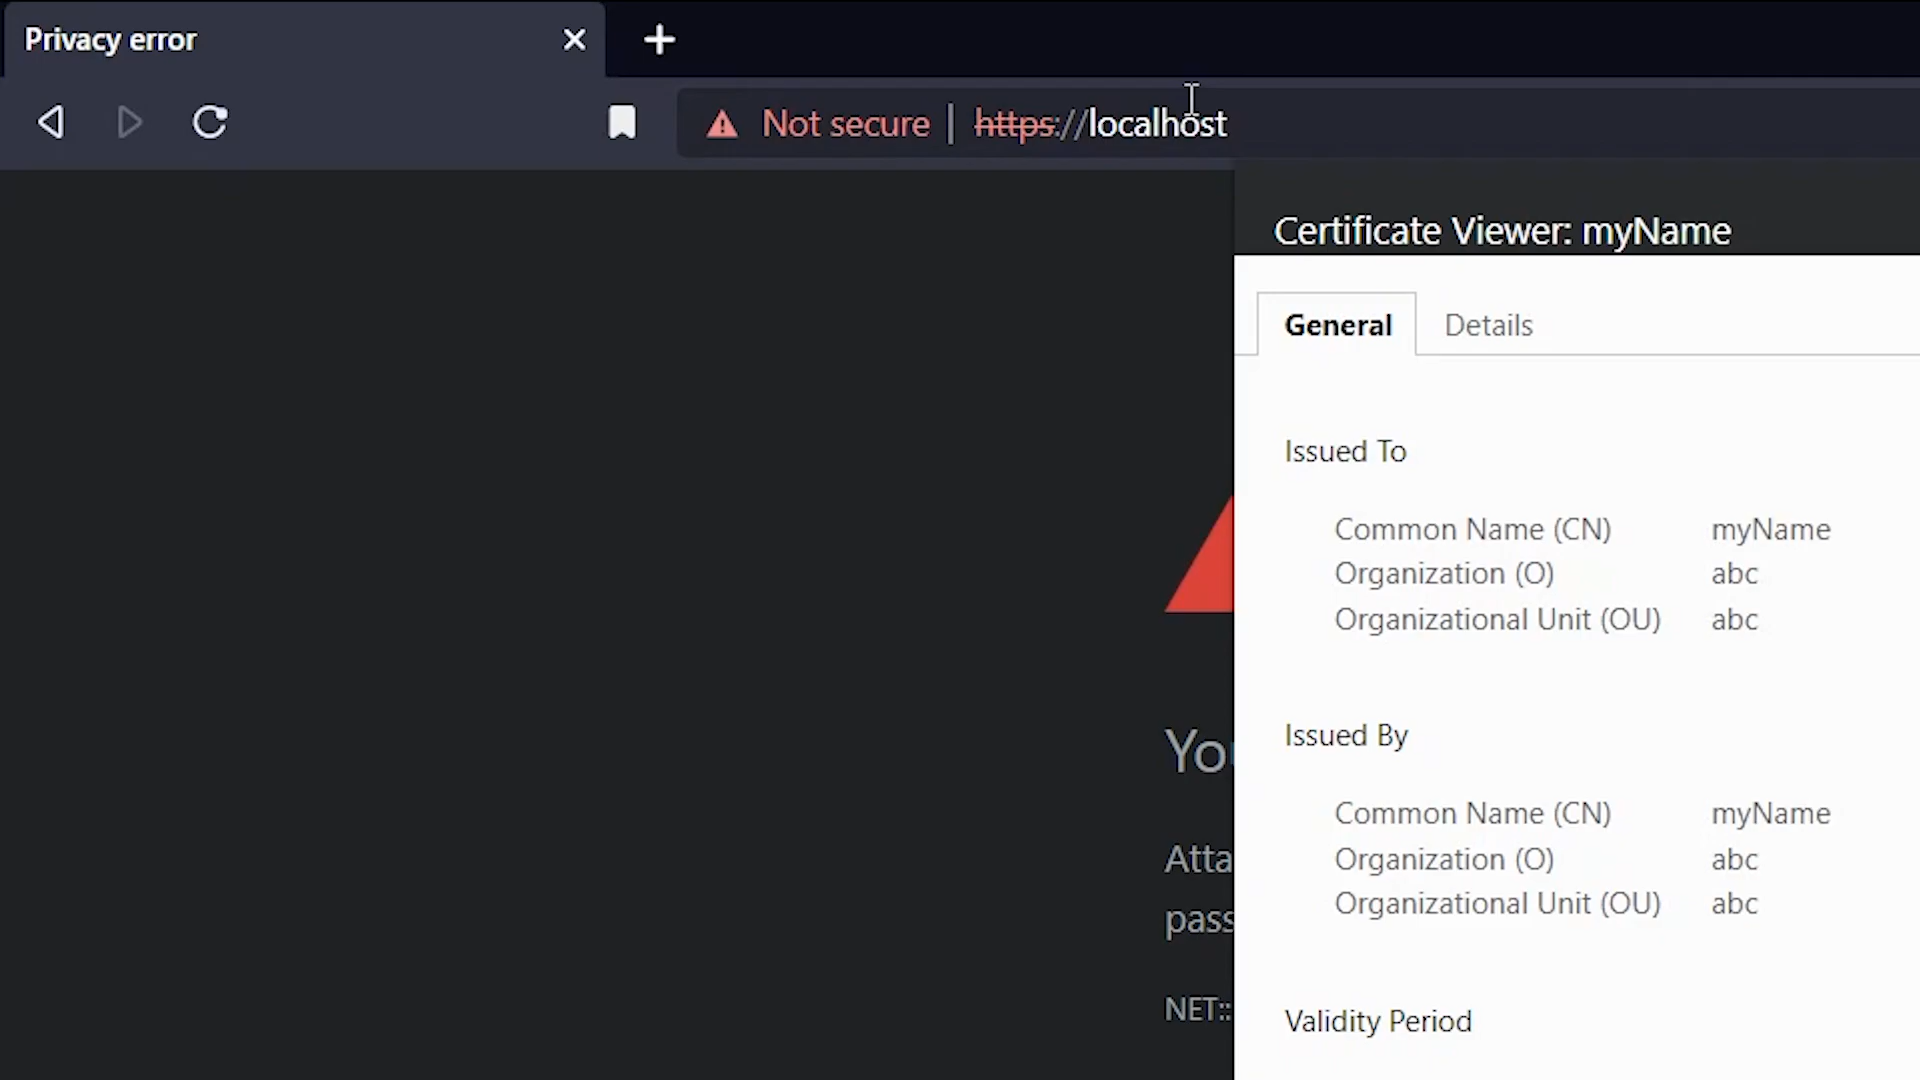 Privacy error
Not secure | https://localhost
Certificate Viewer: myName
General Details
Issued To
Common Name (CN) myName
Organization (O) abc
Organizational Unit (OU) abc
Issued By
Common Name (CN) myName
Organization (O) abc
Organizational Unit (OU) abc
Validity Period
NET::